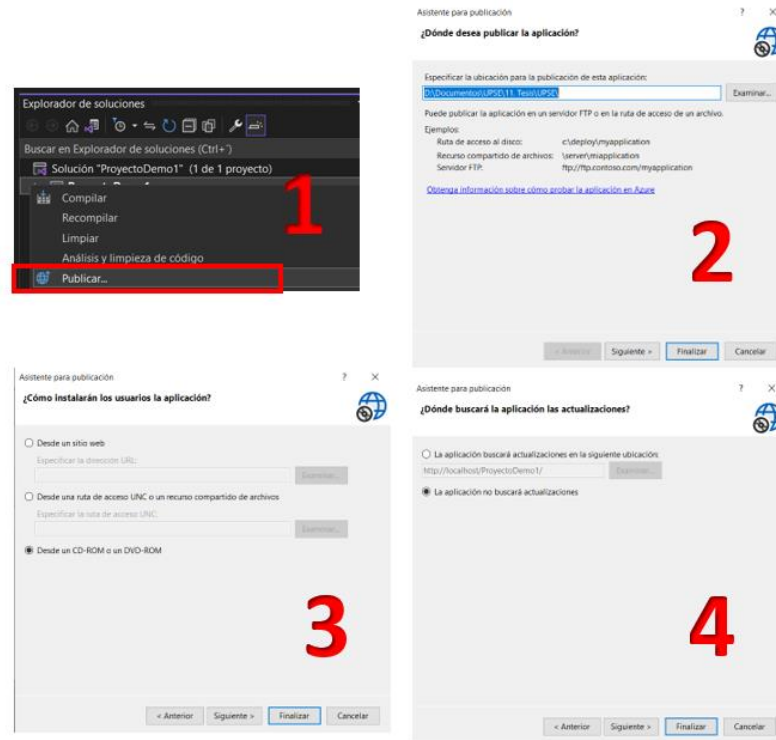 Explorador de soluciones
Buscar en Explorador de soluciones (Ctrl+´)
Solución "ProyectoDemo1" (1 de 1 proyecto)
Compilar
Recompilar
Limpiar
Análisis y limpieza de código
Publicar...
1
Asistente para publicación
¿Dónde desea publicar la aplicación?
Especificar la ubicación para la publicación de esta aplicación:
D:\Documentos\UPSE\11. Tesis\UPSE\
Examinar...
Puede publicar la aplicación en un servidor FTP o en la ruta de acceso de un archivo.
Ejemplos:
Ruta de acceso al disco: c:\deploy\myapplication
Recurso compartido de archivos: \server\miapplication
Servidor FTP: ftp://ftp.contoso.com/myapplication
Obtenga información sobre cómo probar la aplicación en Azure
2
< Anterior Siguiente > Finalizar Cancelar
Asistente para publicación
¿Cómo instalarán los usuarios la aplicación?
Desde un sitio web
Especificar la dirección URL:
Examinar...
Desde una ruta de acceso UNC o un recurso compartido de archivos
Especificar la ruta de acceso UNC:
Examinar...
Desde un CD-ROM o un DVD-ROM
3
< Anterior Siguiente > Finalizar Cancelar
Asistente para publicación
¿Dónde buscará la aplicación las actualizaciones?
La aplicación buscará actualizaciones en la siguiente ubicación:
http://localhost/ProyectoDemo1/ Examinar...
La aplicación no buscará actualizaciones
4
< Anterior Siguiente > Finalizar Cancelar